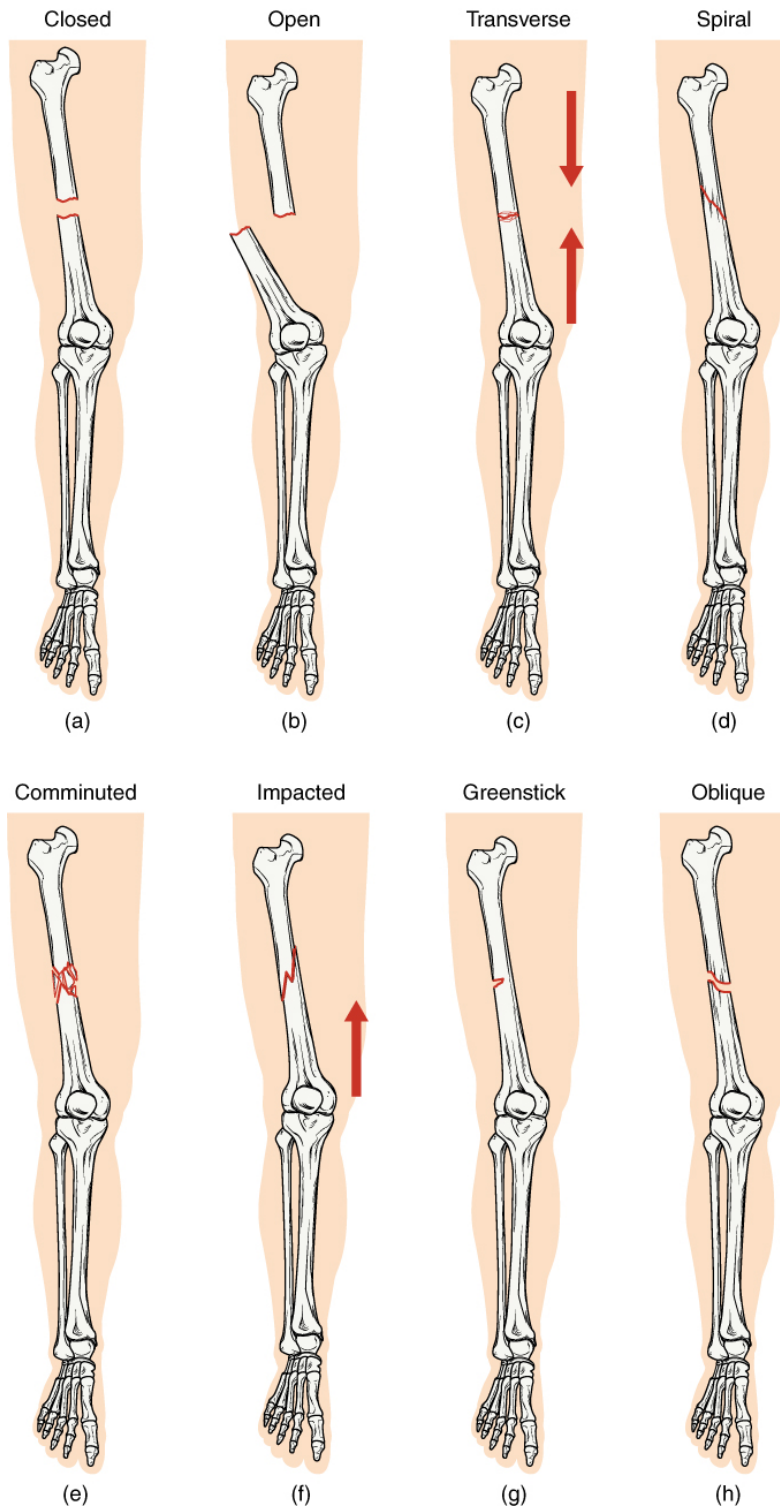 Closed
Open
Transverse
Spiral
(a)
(b)
(c)
(d)
Comminuted
Impacted
Greenstick
Oblique
(e)
(f)
(g)
(h)